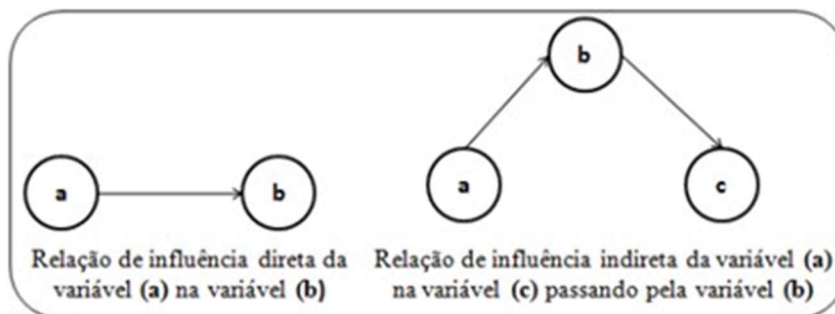 a
b
Relação de influência direta da
variável (a) na variável (b)
b
a
c
Relação de influência indireta da variável (a)
na variável (c) passando pela variável (b)